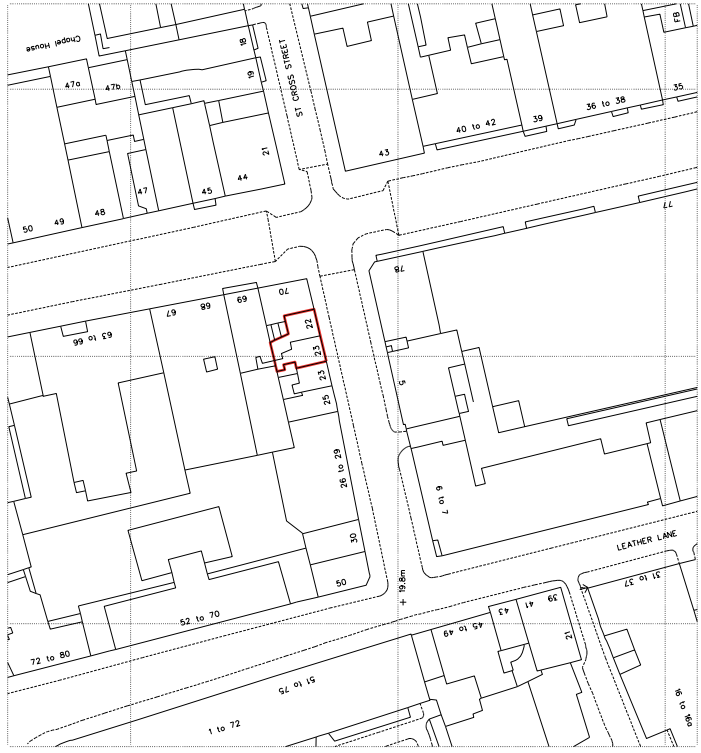 Chapel House
47a
47b
18
19
ST CROSS STREET
21
50
49
48
47
45
44
43
40 to 42
39
36 to 38
35
FB
77
78
70
69
68
67
63 to 66
22
23
23
25
26 to 29
30
50
5
6 to 7
LEATHER LANE
19.8m
52 to 70
72 to 80
51 to 75
1 to 72
45 to 49
43
41
39
21
31 to 37
16 to 16a